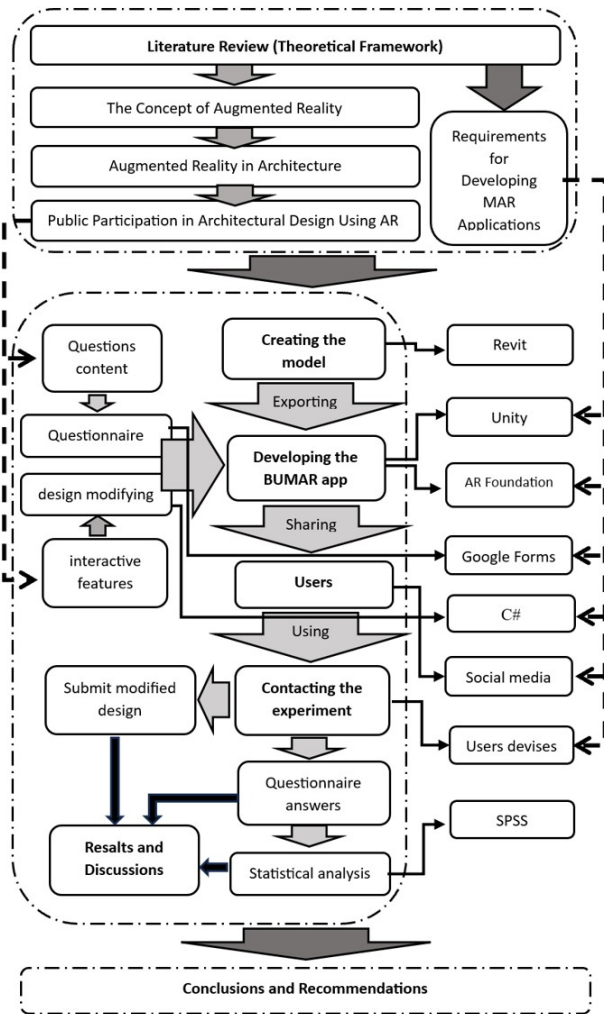 Literature Review (Theoretical Framework)
The Concept of Augmented Reality
Augmented Reality in Architecture
Public Participation in Architectural Design Using AR
Requirements
for
Developing
MAR
Applications
Questions
content
Questionnaire
design modifying
interactive
features
Creating the
model
Exporting
Developing the
BUMAR app
Sharing
Users
Using
Contacting the
experiment
Submit modified
design
Questionnaire
answers
Resalts and
Discussions
Statistical analysis
Revit
Unity
AR Foundation
Google Forms
C#
Social media
Users devises
SPSS
Conclusions and Recommendations